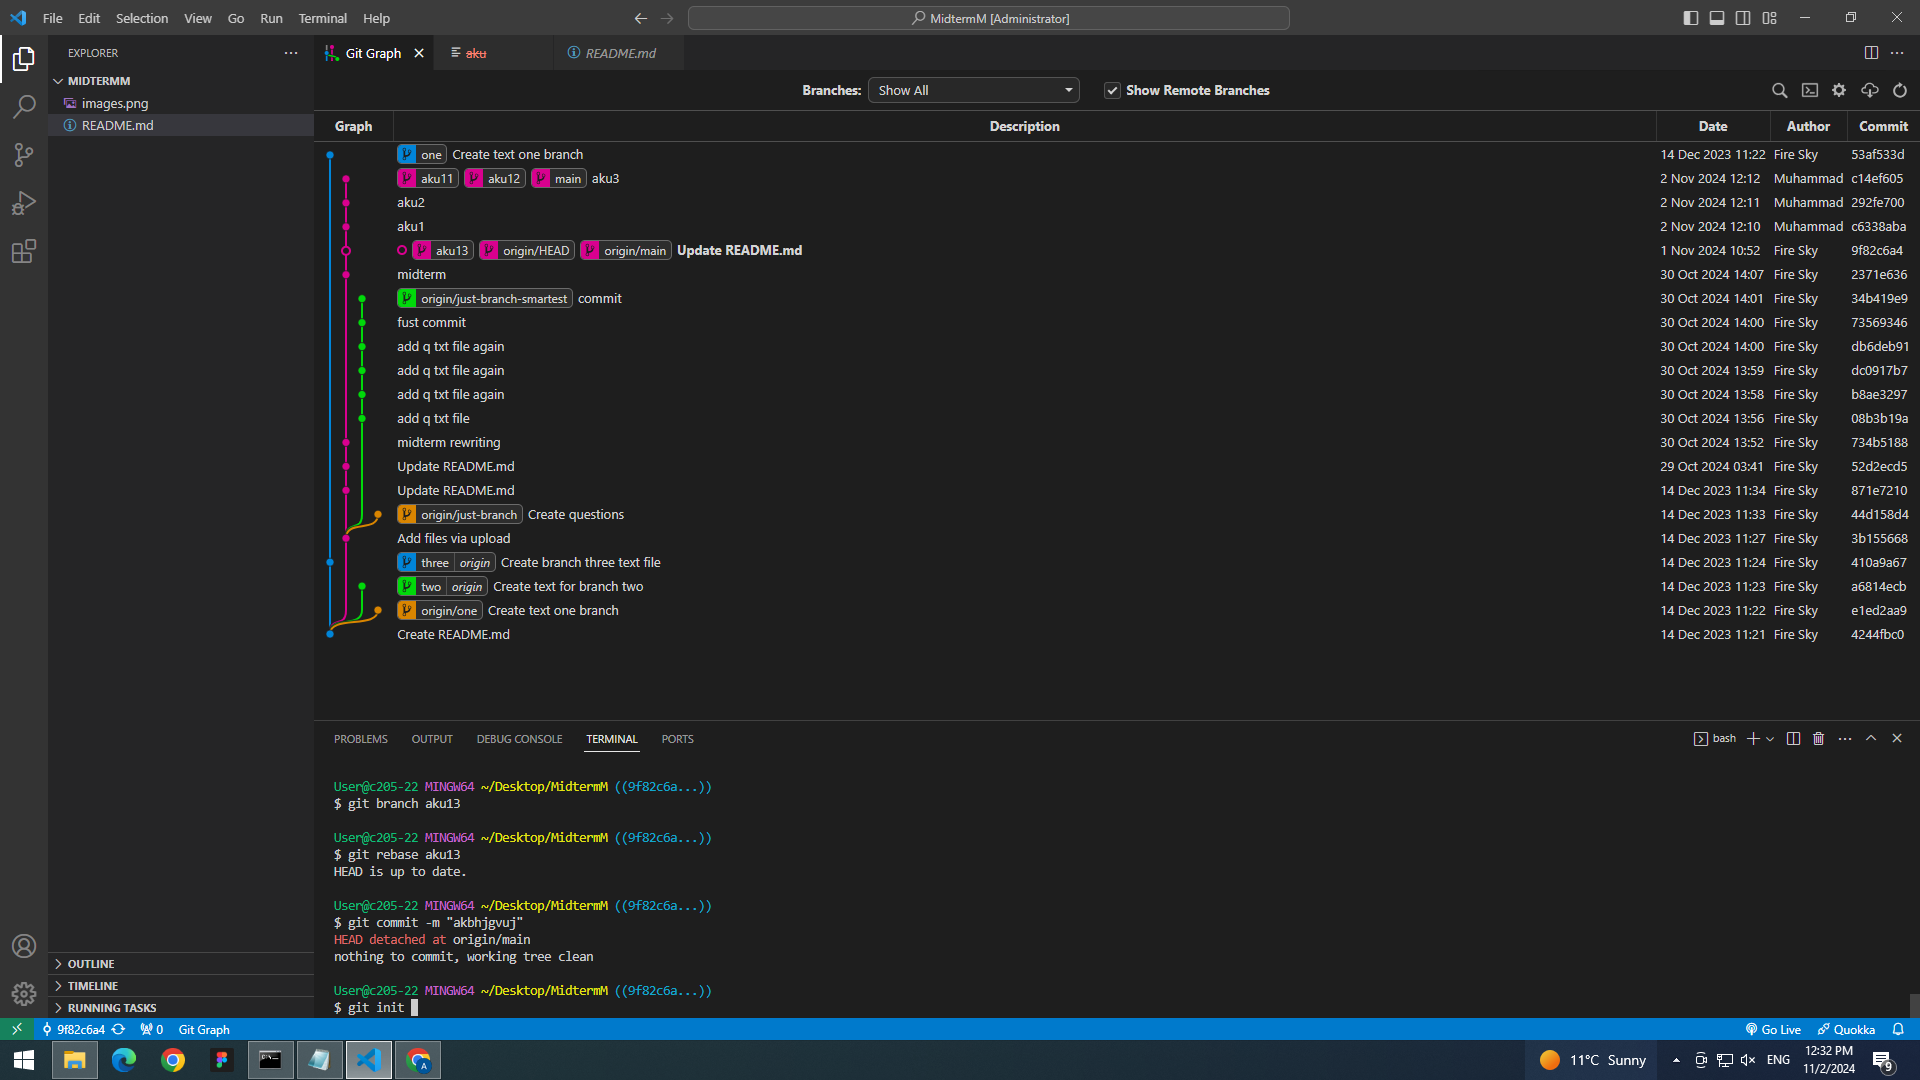 File Edit Selection View Go Run Terminal Help
MidtermM [Administrator]
EXPLORER
MIDTERMM
images.png
README.md
OUTLINE
TIMELINE
RUNNING TASKS
Git Graph aku README.md
Branches: Show All Show Remote Branches
Graph Description Date Author Commit
one Create text one branch 14 Dec 2023 11:22 Fire Sky 53af533d
aku11 aku12 main aku3 2 Nov 2024 12:12 Muhammad c14ef605
aku2 2 Nov 2024 12:11 Muhammad 292fe700
aku1 2 Nov 2024 12:10 Muhammad c6338aba
aku13 origin/HEAD origin/main Update README.md 1 Nov 2024 10:52 Fire Sky 9f82c6a4
midterm 30 Oct 2024 14:07 Fire Sky 2371e636
origin/just-branch-smartest commit 30 Oct 2024 14:01 Fire Sky 34b419e9
fust commit 30 Oct 2024 14:00 Fire Sky 73569346
add q txt file again 30 Oct 2024 14:00 Fire Sky db6deb91
add q txt file again 30 Oct 2024 13:59 Fire Sky dc0917b7
add q txt file again 30 Oct 2024 13:58 Fire Sky b8ae3297
add q txt file 30 Oct 2024 13:56 Fire Sky 08b3b19a
midterm rewriting 30 Oct 2024 13:52 Fire Sky 734b5188
Update README.md 29 Oct 2024 03:41 Fire Sky 52d2ecd5
Update README.md 14 Dec 2023 11:34 Fire Sky 871e7210
origin/just-branch Create questions 14 Dec 2023 11:33 Fire Sky 44d158d4
Add files via upload 14 Dec 2023 11:27 Fire Sky 3b155668
three origin Create branch three text file 14 Dec 2023 11:24 Fire Sky 410a9a67
two origin Create text for branch two 14 Dec 2023 11:23 Fire Sky a6814ecb
origin/one Create text one branch 14 Dec 2023 11:22 Fire Sky e1ed2aa9
Create README.md 14 Dec 2023 11:21 Fire Sky 4244fbc0
PROBLEMS OUTPUT DEBUG CONSOLE TERMINAL PORTS bash
User@c205-22 MINGW64 ~/Desktop/MidtermM ((9f82c6a...))
$ git branch aku13
User@c205-22 MINGW64 ~/Desktop/MidtermM ((9f82c6a...))
$ git rebase aku13
HEAD is up to date.
User@c205-22 MINGW64 ~/Desktop/MidtermM ((9f82c6a...))
$ git commit -m "akbhjgvuj"
HEAD detached at origin/main
nothing to commit, working tree clean
User@c205-22 MINGW64 ~/Desktop/MidtermM ((9f82c6a...))
$ git init
9f82c6a4 0 Git Graph Go Live Quokka
11°C Sunny ENG 12:32 PM
11/2/2024
9